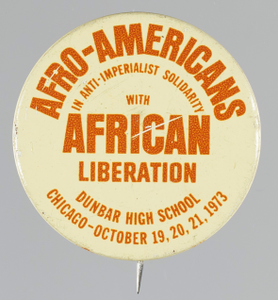 AFRO-AMERICANS
IN ANTI-IMPERIALIST SOLIDARITY
WITH
AFRICAN
LIBERATION
DUNBAR HIGH SCHOOL
CHICAGO-OCTOBER 19, 20, 21, 1973